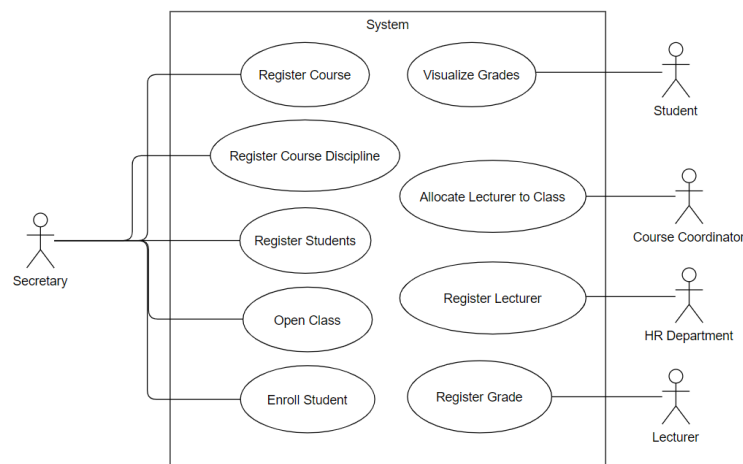 System
Register Course
Visualize Grades
Student
Register Course Discipline
Allocate Lecturer to Class
Course Coordinator
Secretary
Register Students
Register Lecturer
HR Department
Open Class
Enroll Student
Register Grade
Lecturer